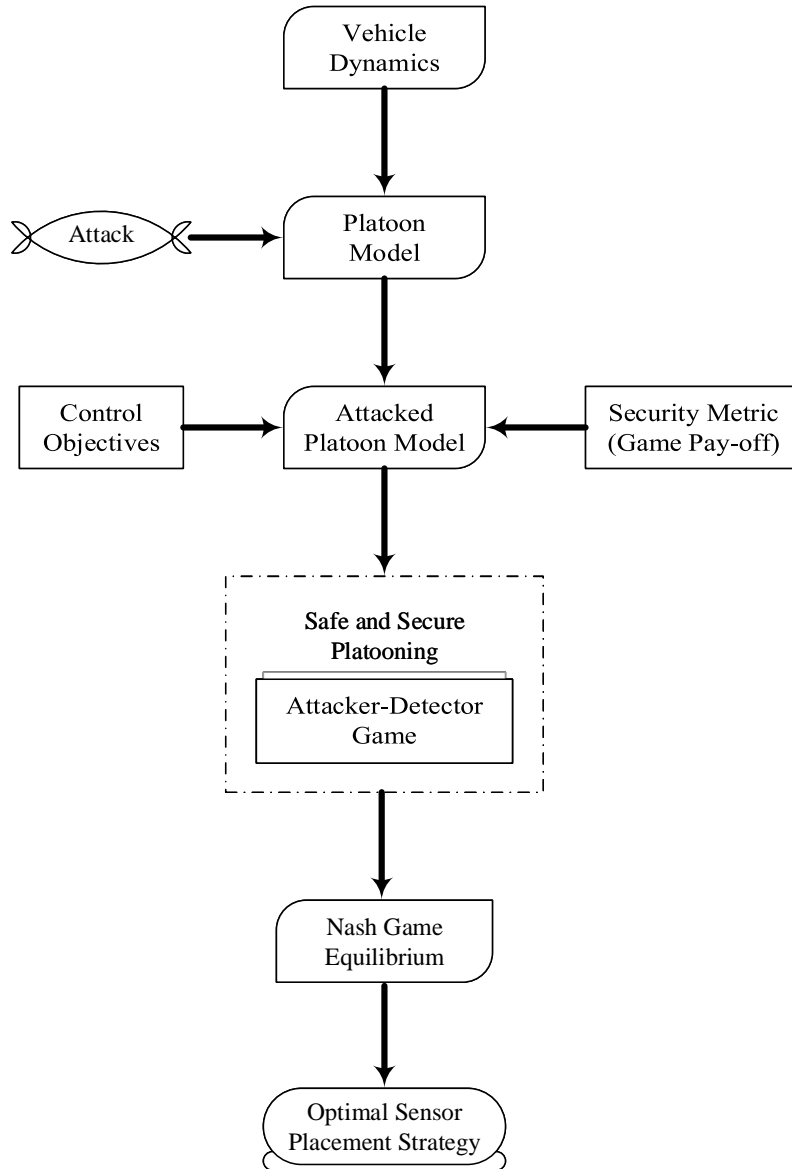 Vehicle
Dynamics
Attack
Platoon
Model
Control
Objectives
Attacked
Platoon Model
Security Metric
(Game Pay-off)
Safe and Secure
Platooning
Attacker-Detector
Game
Nash Game
Equilibrium
Optimal Sensor
Placement Strategy